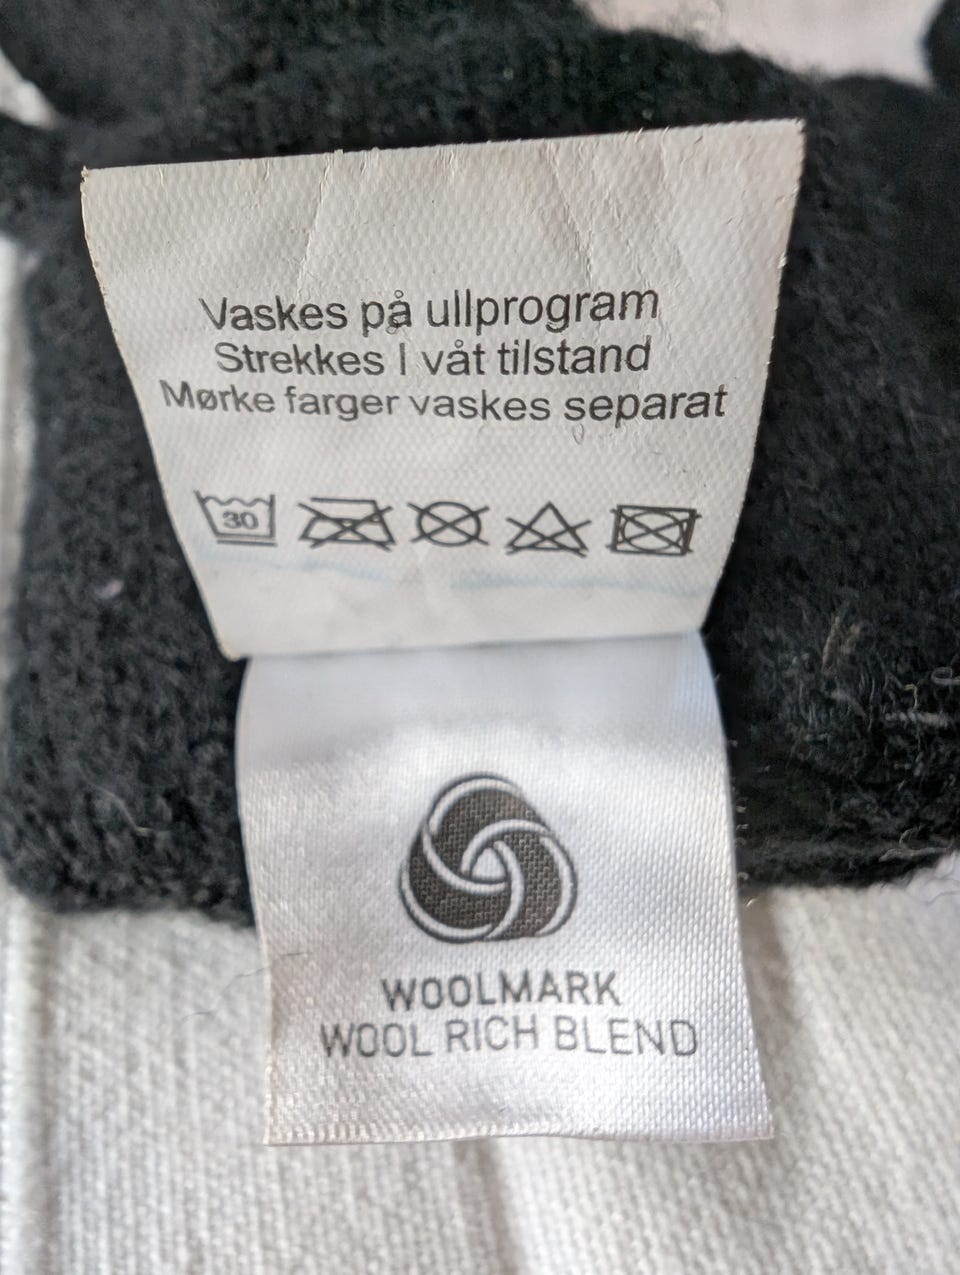 Vaskes på ullprogram
Strekkes I våt tilstand
Mørke farger vaskes separat
30
WOOLMARK
WOOL RICH BLEND